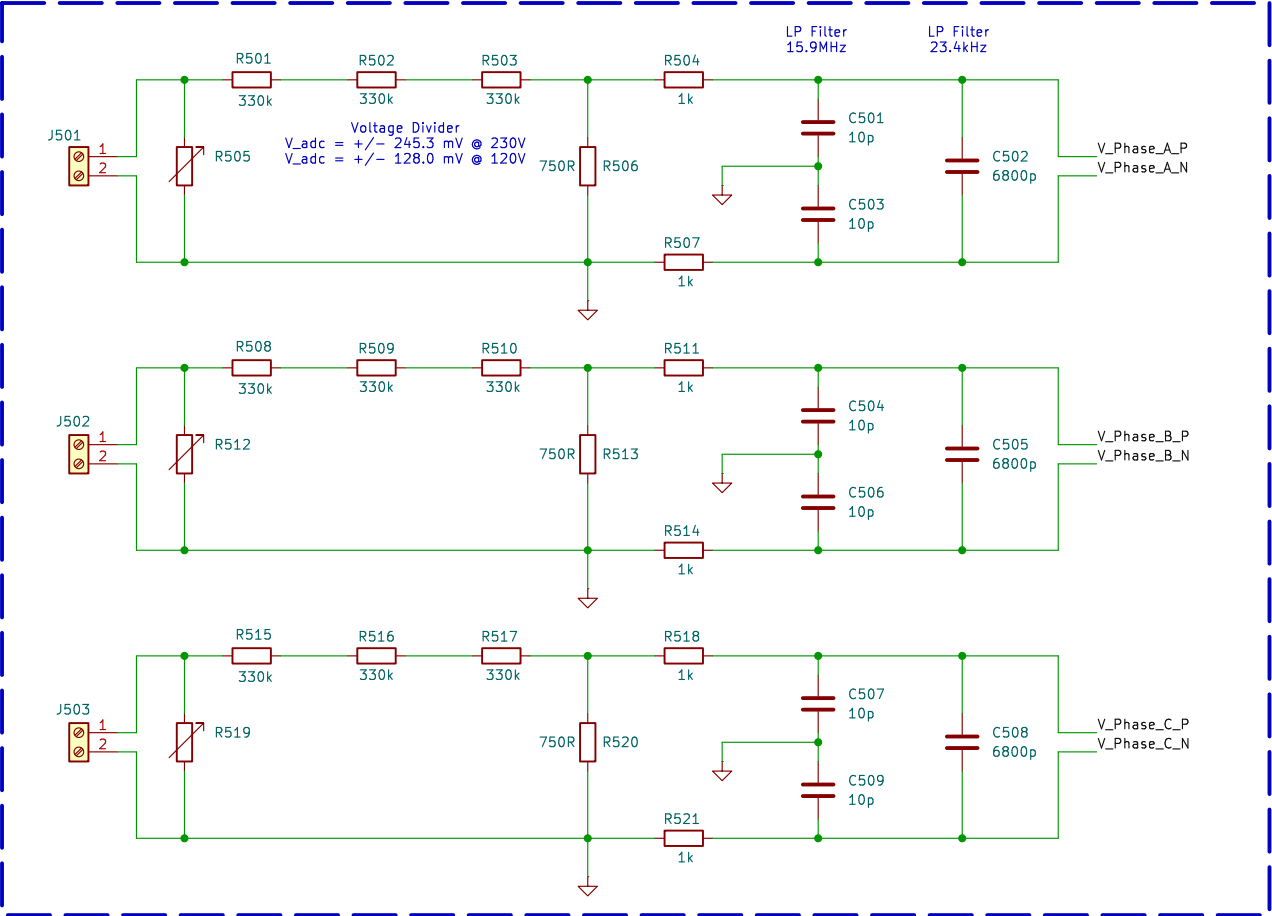 LP Filter
15.9MHz
LP Filter
23.4kHz
R501
330k
R502
330k
R503
330k
R504
1k
Voltage Divider
V_adc = +/- 245.3 mV @ 230V
V_adc = +/- 128.0 mV @ 120V
J501
1
2
R505
750R
R506
C501
10p
C502
6800p
C503
10p
V_Phase_A_P
V_Phase_A_N
R507
1k
R508
330k
R509
330k
R510
330k
R511
1k
J502
1
2
R512
750R
R513
C504
10p
C505
6800p
C506
10p
V_Phase_B_P
V_Phase_B_N
R514
1k
R515
330k
R516
330k
R517
330k
R518
1k
J503
1
2
R519
750R
R520
C507
10p
C508
6800p
C509
10p
V_Phase_C_P
V_Phase_C_N
R521
1k